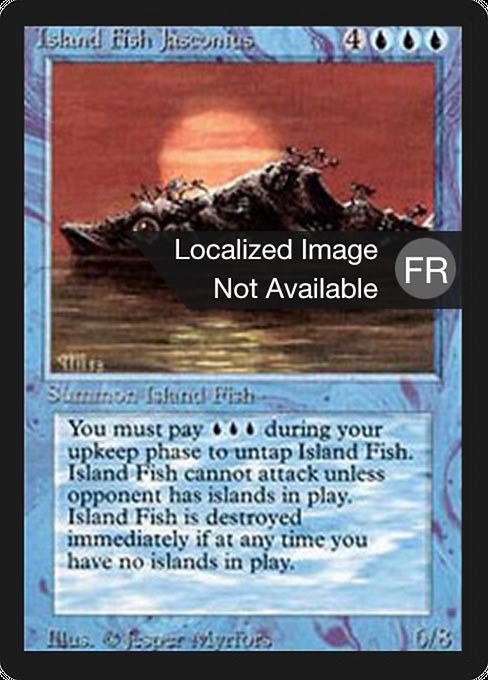 Island Fish Jasconius 4
Localized Image
Not Available
FR
Summon Island Fish
You must pay during your
upkeep phase to untap Island Fish.
Island Fish cannot attack unless
opponent has islands in play.
Island Fish is destroyed
immediately if at any time you
have no islands in play.
Illus. © Jesper Myrfors 6/8